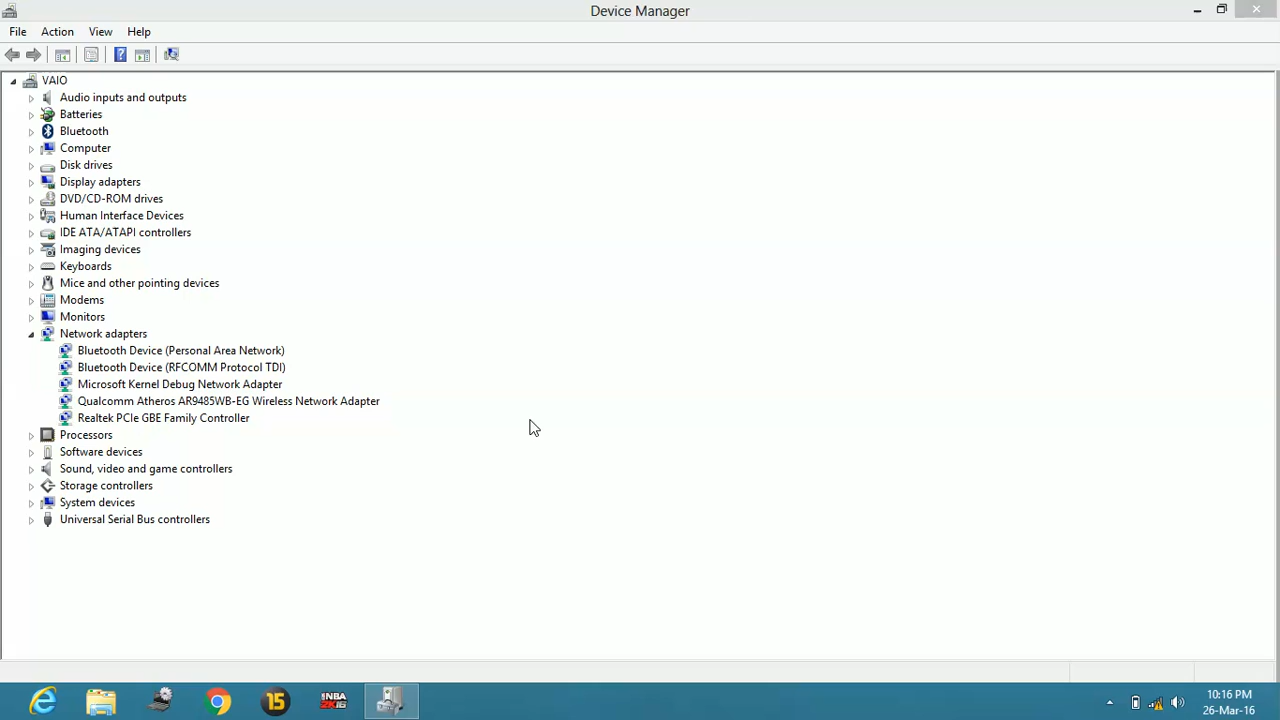 Device Manager
File Action View Help
VAIO
Audio inputs and outputs
Batteries
Bluetooth
Computer
Disk drives
Display adapters
DVD/CD-ROM drives
Human Interface Devices
IDE ATA/ATAPI controllers
Imaging devices
Keyboards
Mice and other pointing devices
Modems
Monitors
Network adapters
Bluetooth Device (Personal Area Network)
Bluetooth Device (RFCOMM Protocol TDI)
Microsoft Kernel Debug Network Adapter
Qualcomm Atheros AR9485WB-EG Wireless Network Adapter
Realtek PCIe GBE Family Controller
Processors
Software devices
Sound, video and game controllers
Storage controllers
System devices
Universal Serial Bus controllers
15
NBA
2K16
10:16 PM
26-Mar-16